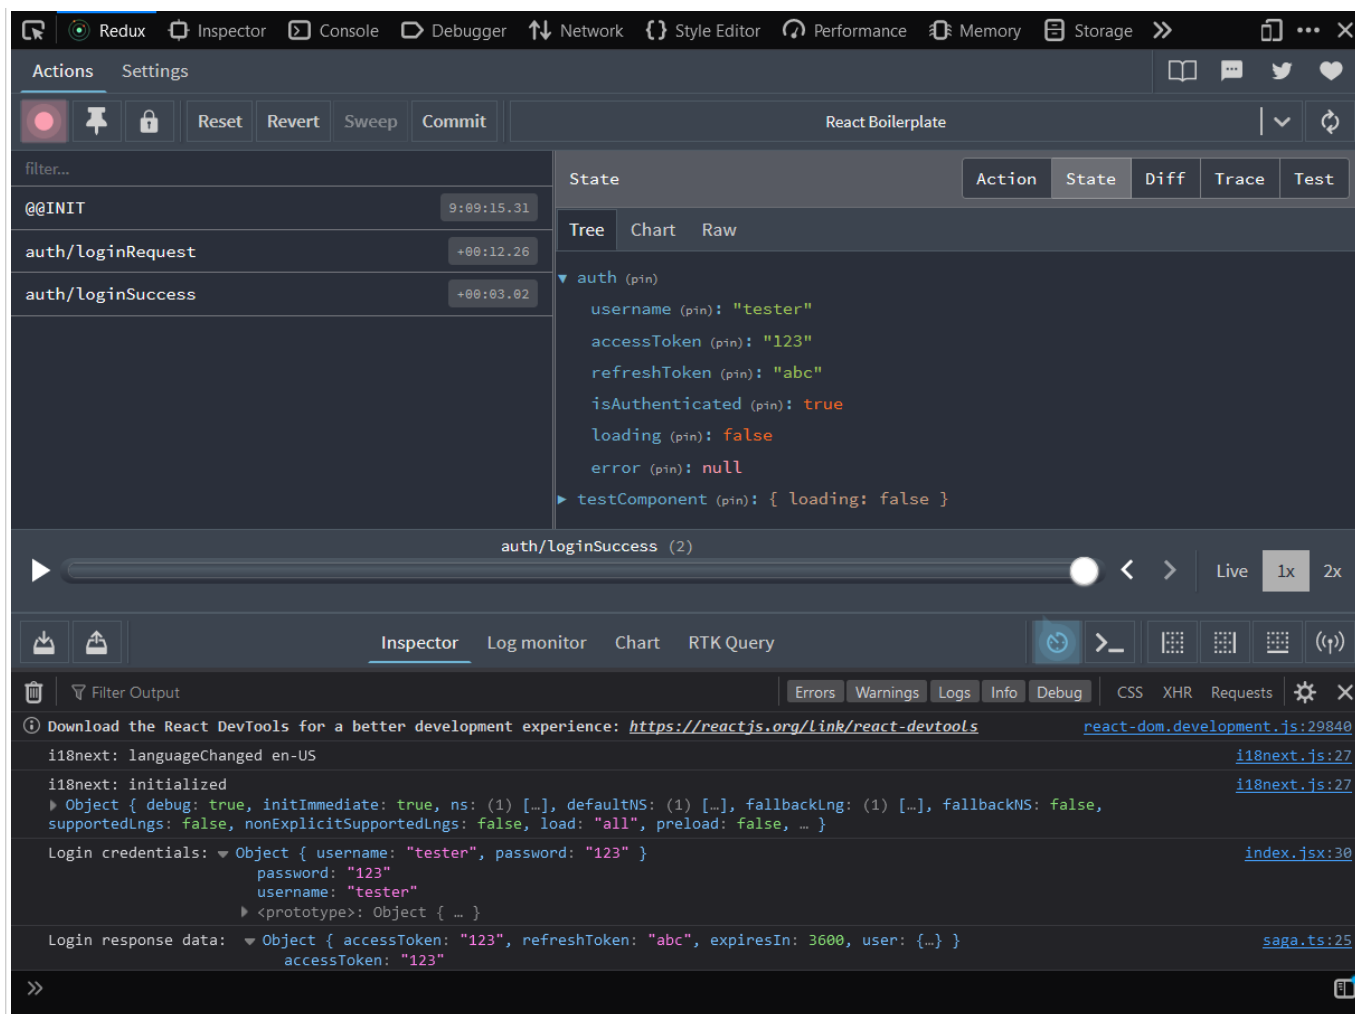 Redux Inspector Console Debugger Network {} Style Editor Performance Memory Storage
Actions Settings
Reset Revert Sweep Commit React Boilerplate
filter...
@@INIT 9:09:15.31
auth/loginRequest +00:12.26
auth/loginSuccess +00:03.02
State Action State Diff Trace Test
Tree Chart Raw
auth (pin)
username (pin): "tester"
accessToken (pin): "123"
refreshToken (pin): "abc"
isAuthenticated (pin): true
loading (pin): false
error (pin): null
testComponent (pin): { loading: false }
auth/loginSuccess (2)
Live 1x 2x
Inspector Log monitor Chart RTK Query
Filter Output Errors Warnings Logs Info Debug CSS XHR Requests
Download the React DevTools for a better development experience: https://reactjs.org/link/react-devtools react-dom.development.js:29840
i18next: languageChanged en-US i18next.js:27
i18next: initialized i18next.js:27
Object { debug: true, initImmediate: true, ns: (1) […], defaultNS: (1) […], fallbackLng: (1) […], fallbackNS: false,
supportedLngs: false, nonExplicitSupportedLngs: false, load: "all", preload: false, … }
Login credentials: Object { username: "tester", password: "123" } index.jsx:30
password: "123"
username: "tester"
<prototype>: Object { … }
Login response data: Object { accessToken: "123", refreshToken: "abc", expiresIn: 3600, user: {…} } saga.ts:25
accessToken: "123"